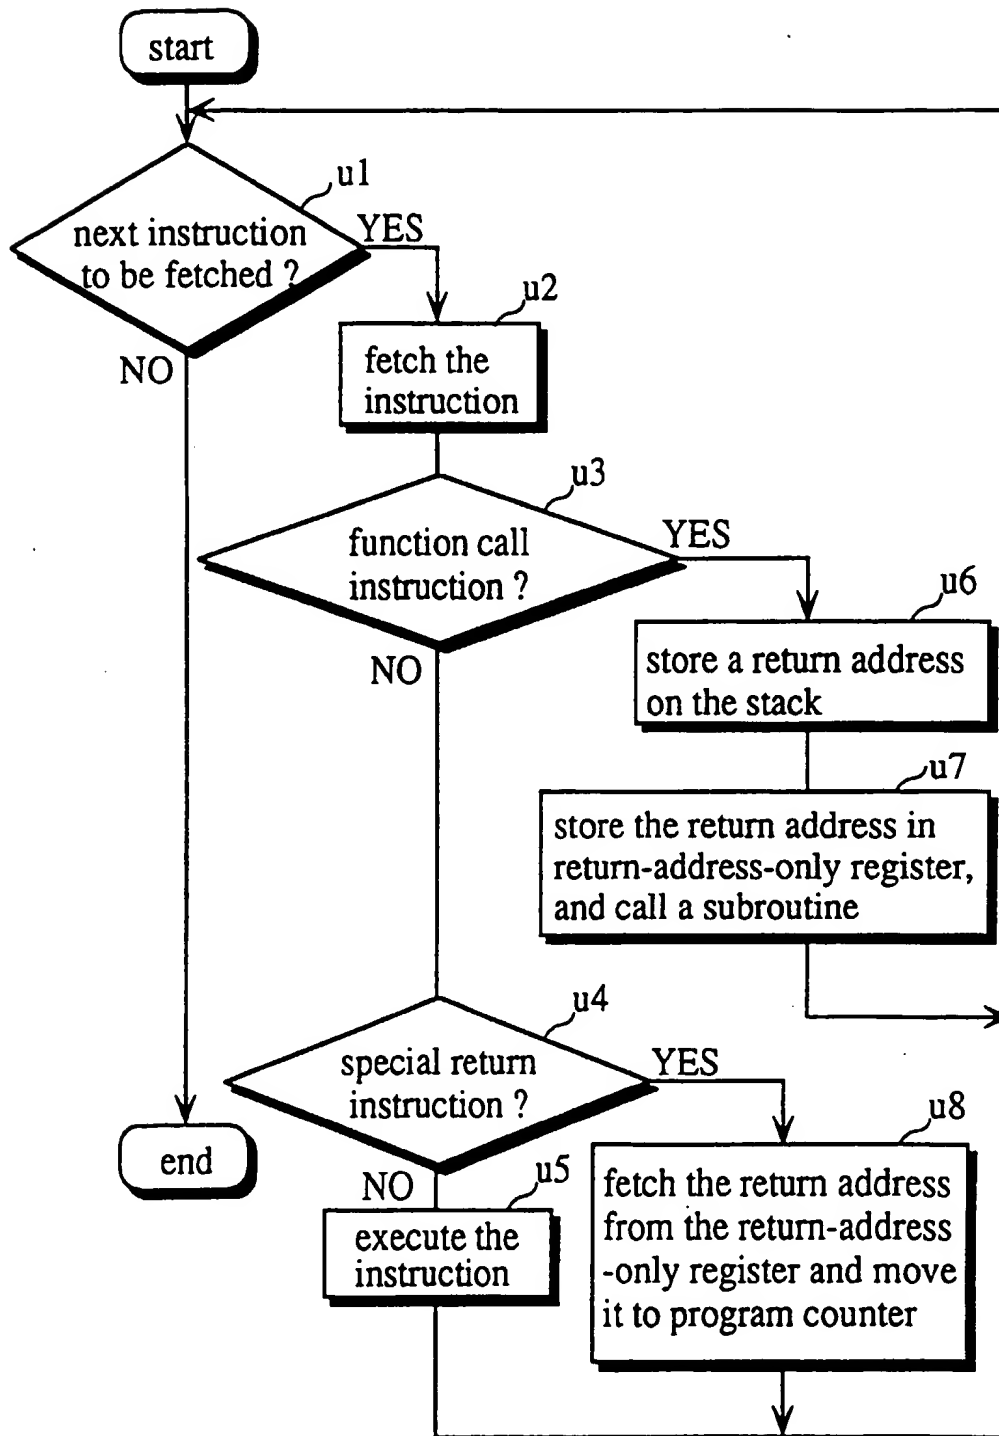 start
u1
next instruction
to be fetched ?
YES
NO
u2
fetch the
instruction
u3
function call
instruction ?
YES
NO
u6
store a return address
on the stack
u7
store the return address in
return-address-only register,
and call a subroutine
u4
special return
instruction ?
YES
NO
end
u5
execute the
instruction
u8
fetch the return address
from the return-address
-only register and move
it to program counter